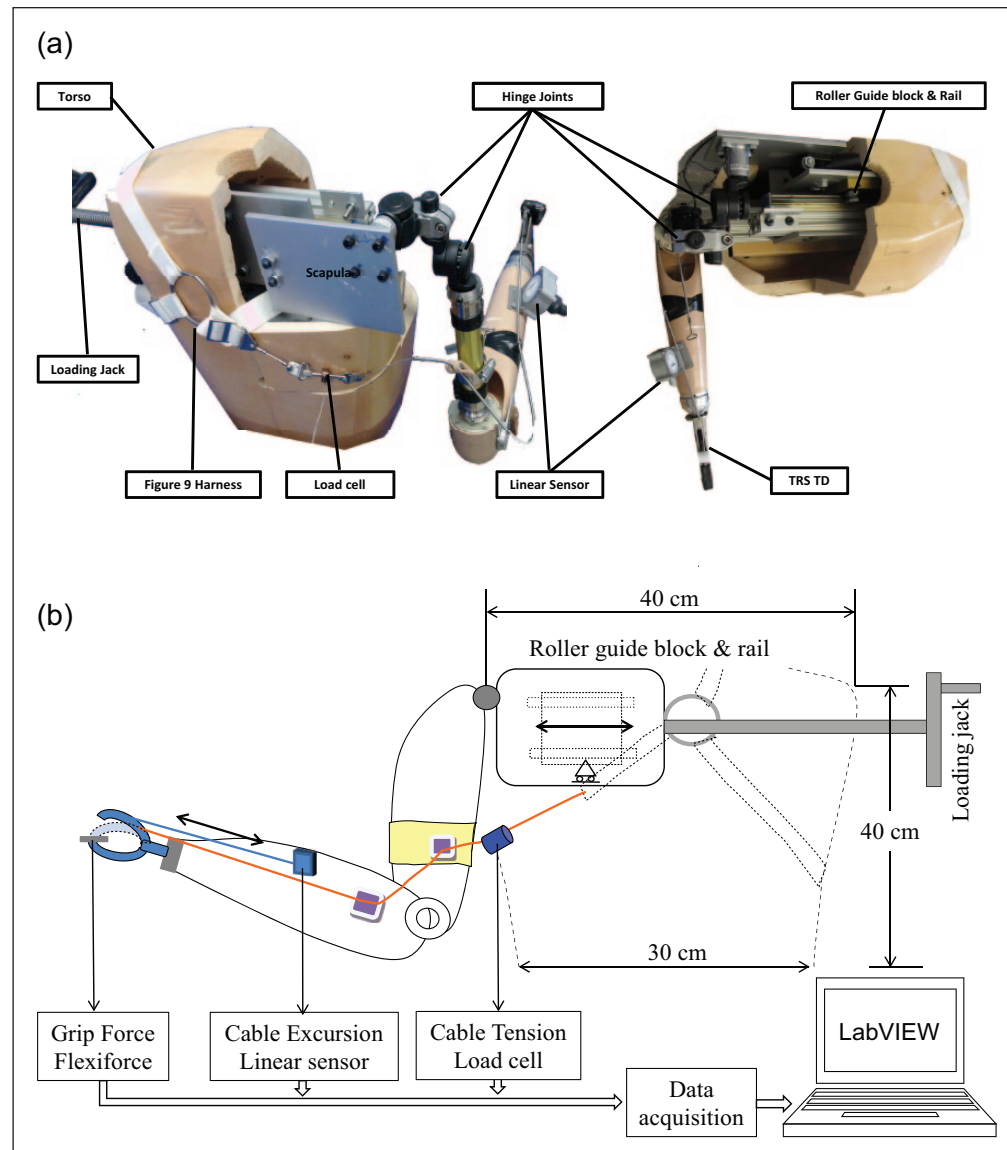 (a)
Torso
Hinge Joints
Roller Guide block & Rail
Scapula
Loading Jack
Figure 9 Harness
Load cell
Linear Sensor
TRS TD
(b)
40 cm
Roller guide block & rail
Loading jack
40 cm
30 cm
Grip Force
Flexiforce
Cable Excursion
Linear sensor
Cable Tension
Load cell
Data
acquisition
LabVIEW